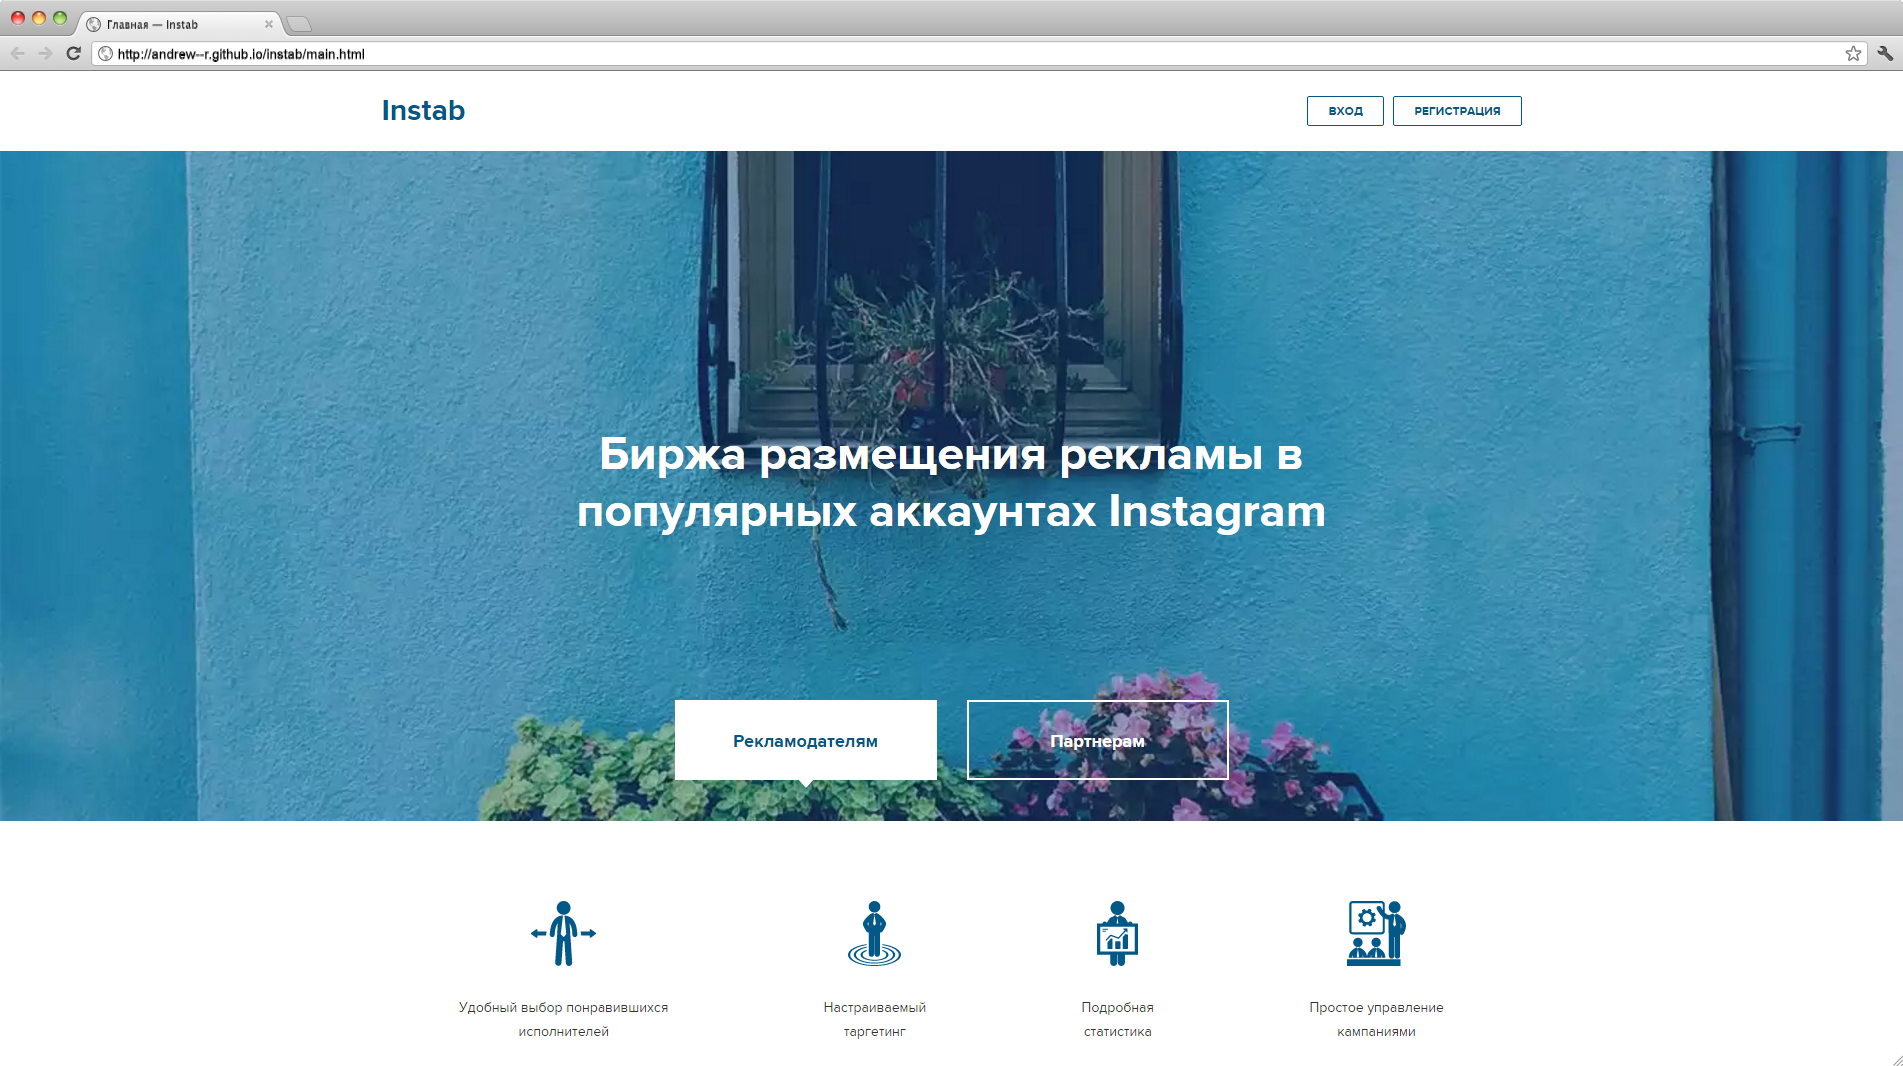 Главная — Instab
http://andrew--r.github.io/instab/main.html
Instab
ВХОД
РЕГИСТРАЦИЯ
Биржа размещения рекламы в
популярных аккаунтах Instagram
Рекламодателям
Партнерам
Удобный выбор понравившихся
исполнителей
Настраиваемый
таргетинг
Подробная
статистика
Простое управление
кампаниями